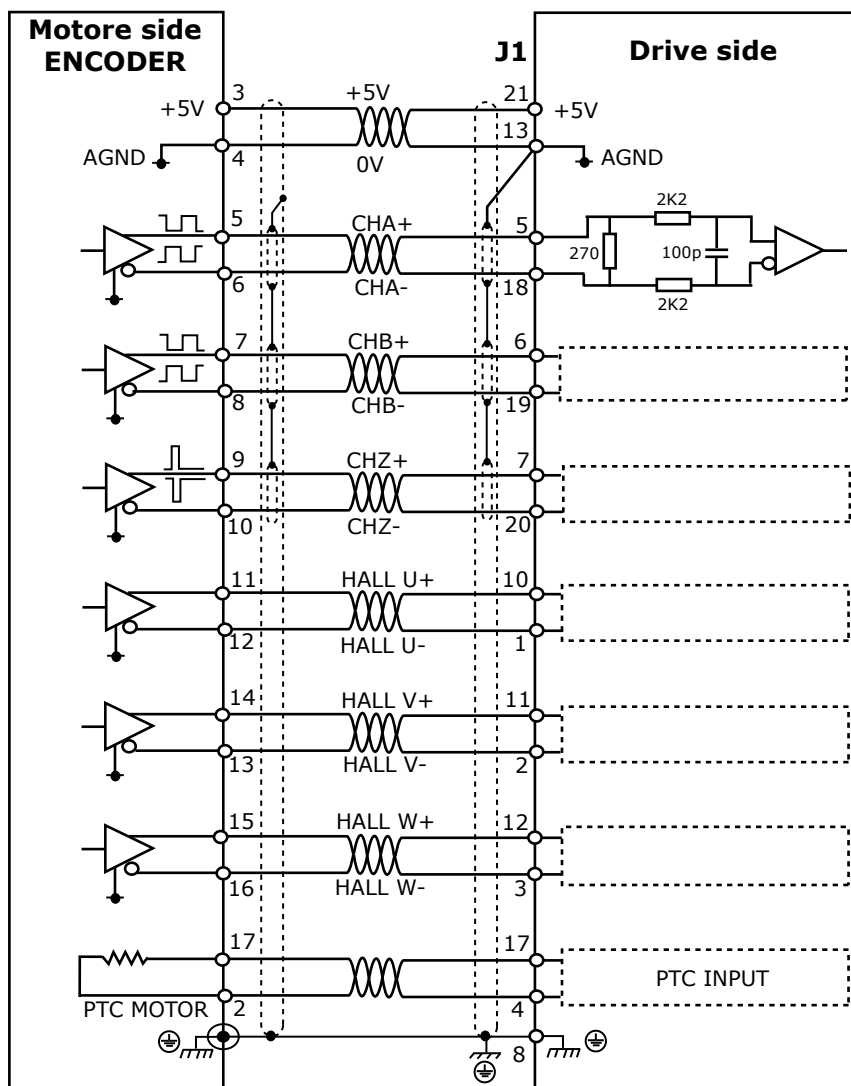 Motore side
ENCODER
J1
Drive side
3
+5V
21
+5V
+5V
13
AGND
4
0V
AGND
2K2
5
CHA+
5
270
100p
6
CHA-
18
2K2
7
CHB+
6
8
CHB-
19
9
CHZ+
7
10
CHZ-
20
11
HALL U+
10
12
HALL U-
1
14
HALL V+
11
13
HALL V-
2
15
HALL W+
12
16
HALL W-
3
17
17
PTC INPUT
PTC MOTOR
2
4
8